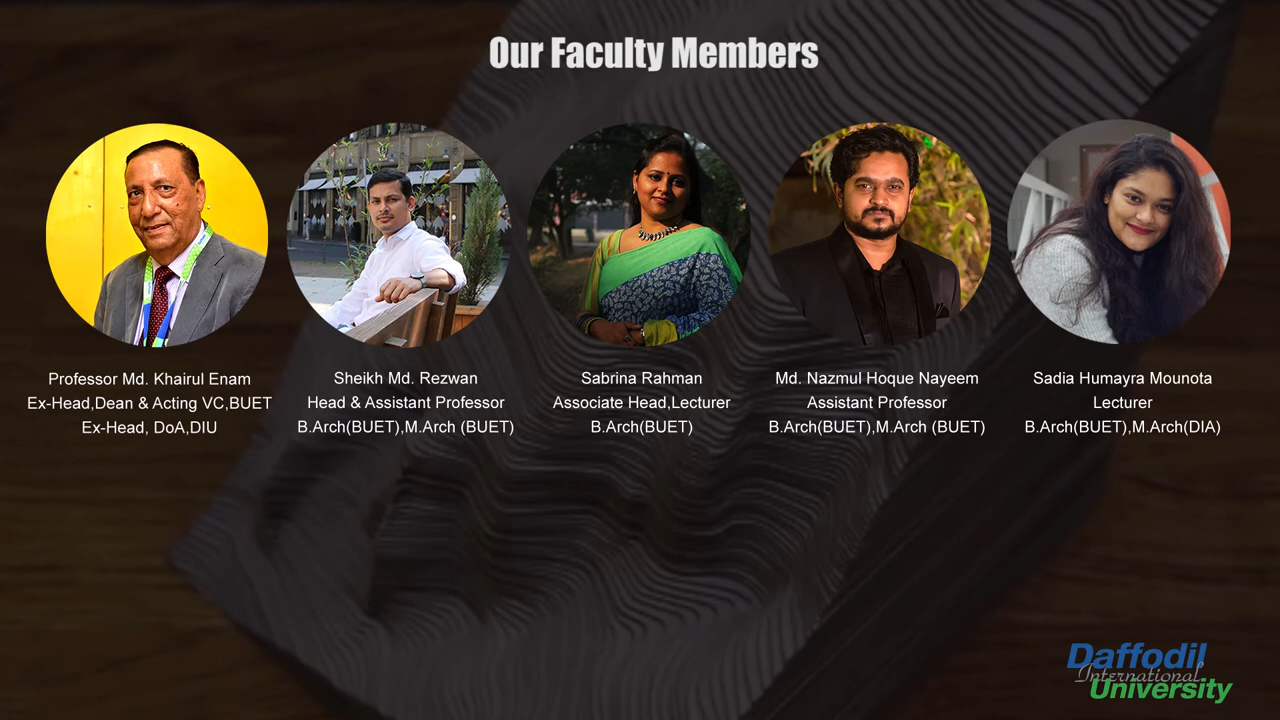 Our Faculty Members
Professor Md. Khairul Enam
Ex-Head,Dean & Acting VC,BUET
Ex-Head, DoA,DIU
Sheikh Md. Rezwan
Head & Assistant Professor
B.Arch(BUET),M.Arch (BUET)
Sabrina Rahman
Associate Head,Lecturer
B.Arch(BUET)
Md. Nazmul Hoque Nayeem
Assistant Professor
B.Arch(BUET),M.Arch (BUET)
Sadia Humayra Mounota
Lecturer
B.Arch(BUET),M.Arch(DIA)
Daffodil
International
University